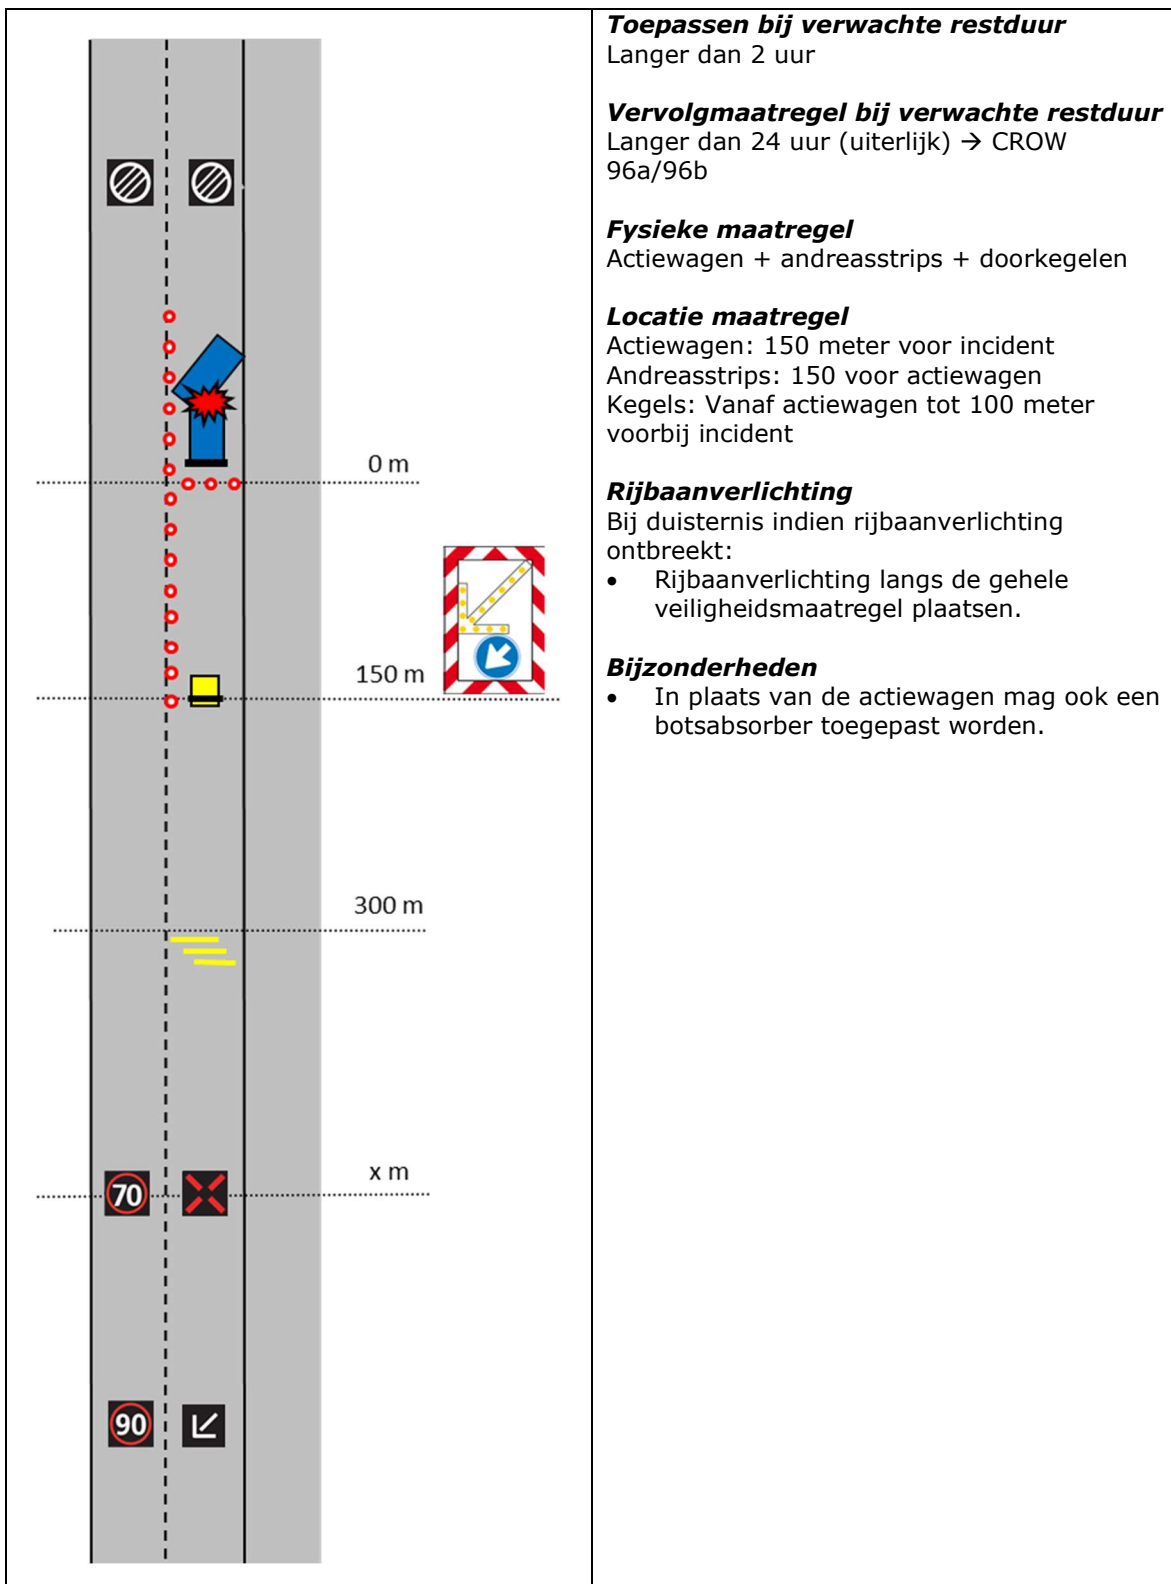 0 m
150 m
300 m
x m
70
90
Toepassen bij verwachte restduur
Langer dan 2 uur
Vervolgmaatregel bij verwachte restduur
Langer dan 24 uur (uiterlijk) → CROW
96a/96b
Fysieke maatregel
Actiewagen + andreasstrips + doorkegelen
Locatie maatregel
Actiewagen: 150 meter voor incident
Andreasstrips: 150 voor actiewagen
Kegels: Vanaf actiewagen tot 100 meter
voorbij incident
Rijbaanverlichting
Bij duisternis indien rijbaanverlichting
ontbreekt:
• Rijbaanverlichting langs de gehele
veiligheidsmaatregel plaatsen.
Bijzonderheden
• In plaats van de actiewagen mag ook een
botsabsorber toegepast worden.